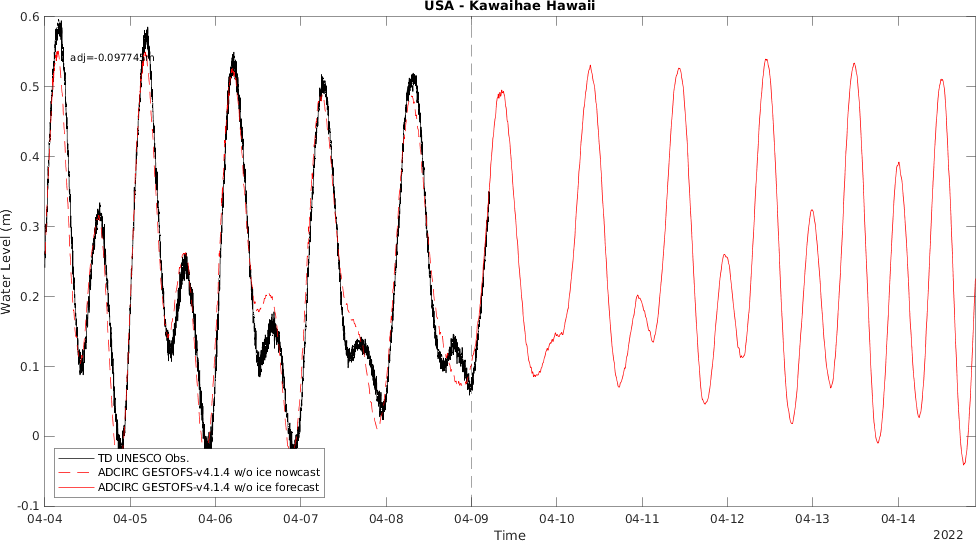 USA - Kawaihae Hawaii
0.6
adj=-0.097745m
0.5
0.4
0.3
0.2
0.1
0
-0.1
Water Level (m)
TD UNESCO Obs.
ADCIRC GESTOFS-v4.1.4 w/o ice nowcast
ADCIRC GESTOFS-v4.1.4 w/o ice forecast
04-04 04-05 04-06 04-07 04-08 04-09 04-10 04-11 04-12 04-13 04-14
Time
2022